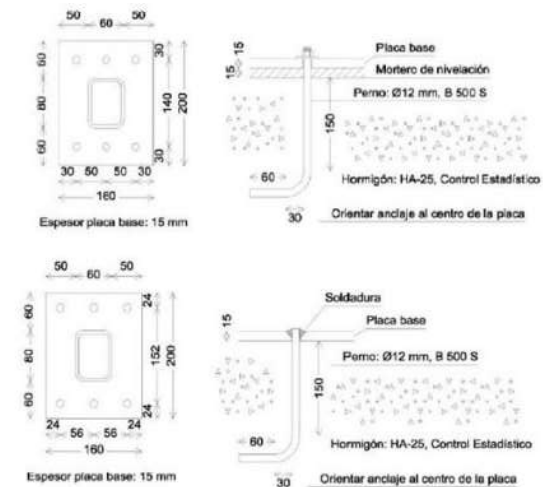 50 60 50
60 80 60
30 140 30
200
30 50 50 30
160
Espesor placa base: 15 mm
15
15
Placa base
Mortero de nivelación
Perno: Ø12 mm, B 500 S
150
60
30
Hormigón: HA-25, Control Estadístico
Orientar anclaje al centro de la placa
50 60 50
60 80 60
24 152 24
200
24 56 56 24
160
Espesor placa base: 15 mm
Soldadura
15
Placa base
Perno: Ø12 mm, B 500 S
150
60
30
Hormigón: HA-25, Control Estadístico
Orientar anclaje al centro de la placa